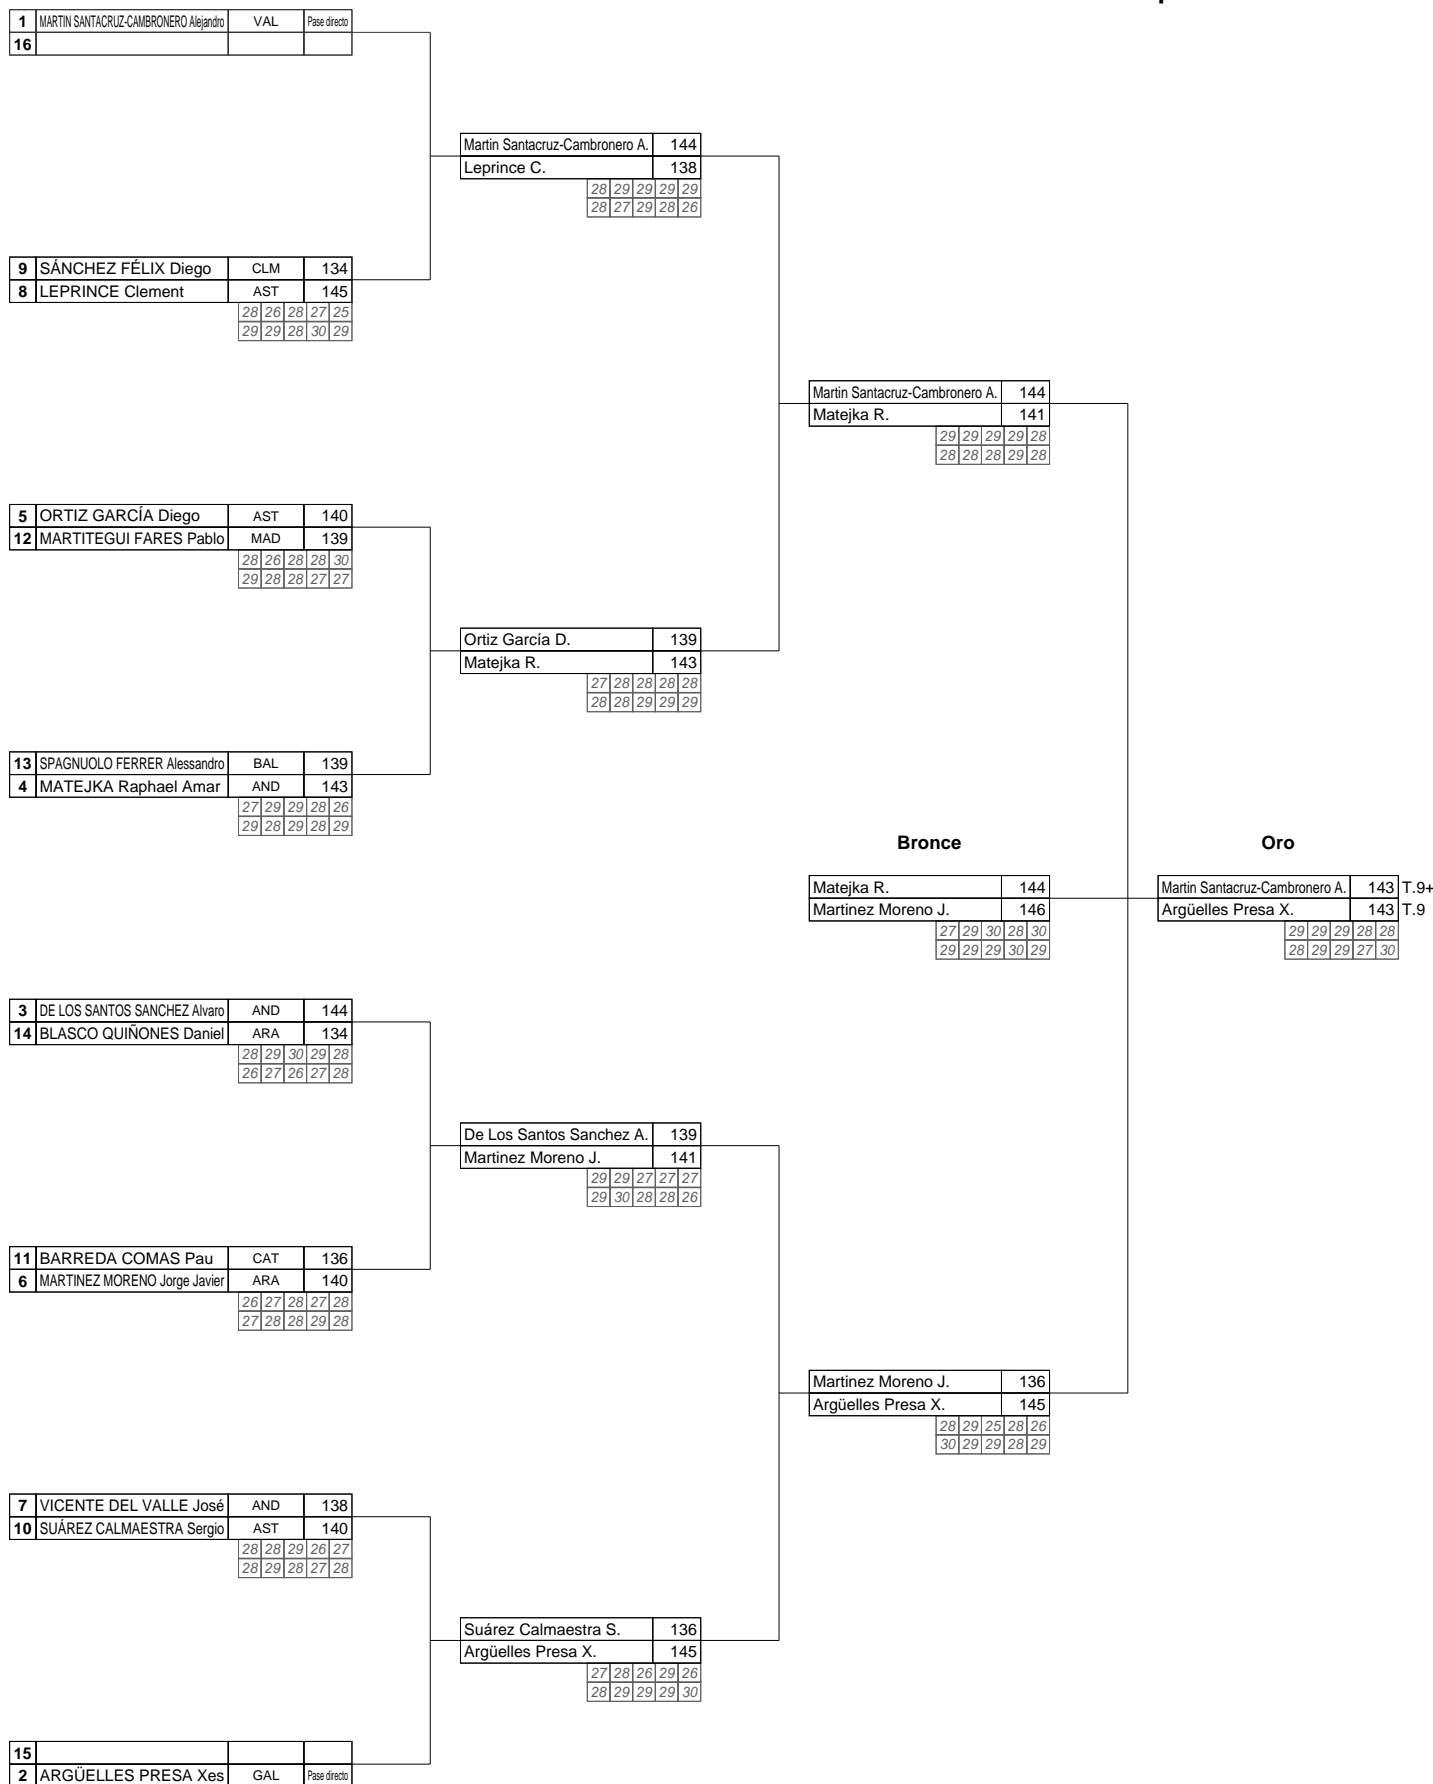 1 MARTIN SANTACRUZ-CAMBRONERO Alejandro VAL Pase directo
16
Martin Santacruz-Cambronero A. 144
Leprince C. 138
28 29 29 29 29
28 27 29 28 26
9 SÁNCHEZ FÉLIX Diego CLM 134
8 LEPRINCE Clement AST 145
28 26 28 27 25
29 29 28 30 29
Martin Santacruz-Cambronero A. 144
Matejka R. 141
29 29 29 29 28
28 28 28 29 28
5 ORTIZ GARCÍA Diego AST 140
12 MARTITEGUI FARES Pablo MAD 139
28 26 28 28 30
29 28 28 27 27
Ortiz García D. 139
Matejka R. 143
27 28 28 28 28
28 28 29 29 29
13 SPAGNUOLO FERRER Alessandro BAL 139
4 MATEJKA Raphael Amar AND 143
27 29 29 28 26
29 28 29 28 29
Bronce Oro
Matejka R. 144
Martinez Moreno J. 146
27 29 30 28 30
29 29 29 30 29
Martin Santacruz-Cambronero A. 143 T.9+
Argüelles Presa X. 143 T.9
29 29 29 28 28
28 29 29 27 30
3 DE LOS SANTOS SANCHEZ Alvaro AND 144
14 BLASCO QUIÑONES Daniel ARA 134
28 29 30 29 28
26 27 26 27 28
De Los Santos Sanchez A. 139
Martinez Moreno J. 141
29 29 27 27 27
29 30 28 28 26
11 BARREDA COMAS Pau CAT 136
6 MARTINEZ MORENO Jorge Javier ARA 140
26 27 28 27 28
27 28 28 29 28
Martinez Moreno J. 136
Argüelles Presa X. 145
28 29 25 28 26
30 29 29 28 29
7 VICENTE DEL VALLE José AND 138
10 SUÁREZ CALMAESTRA Sergio AST 140
28 28 29 26 27
28 29 28 27 28
Suárez Calmaestra S. 136
Argüelles Presa X. 145
27 28 26 29 26
28 29 29 29 30
15
2 ARGÜELLES PRESA Xes GAL Pase directo